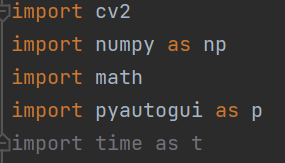 import cv2
import numpy as np
import math
import pyautogui as p
import time as t